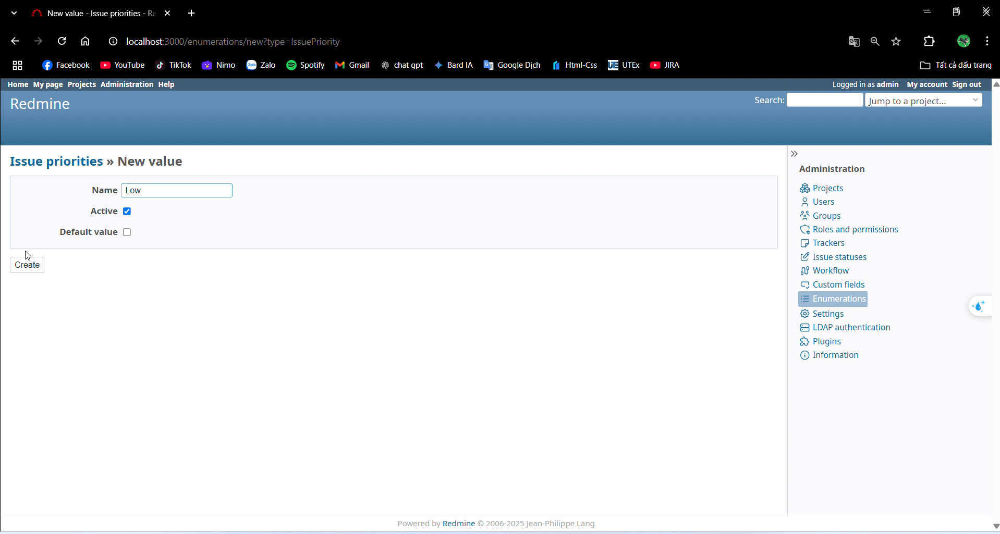 New value - Issue priorities - Re
localhost:3000/enumerations/new?type=IssuePriority
Facebook YouTube TikTok Nimo Zalo Spotify Gmail chat gpt Bard IA Google Dịch Html-Css UTEx JIRA Tất cả dấu trang
Home My page Projects Administration Help Logged in as admin My account Sign out
Redmine Search: Jump to a project...
Issue priorities » New value
Name Low
Active
Default value
Create
Administration
Projects
Users
Groups
Roles and permissions
Trackers
Issue statuses
Workflow
Custom fields
Enumerations
Settings
LDAP authentication
Plugins
Information
Powered by Redmine © 2006-2025 Jean-Philippe Lang